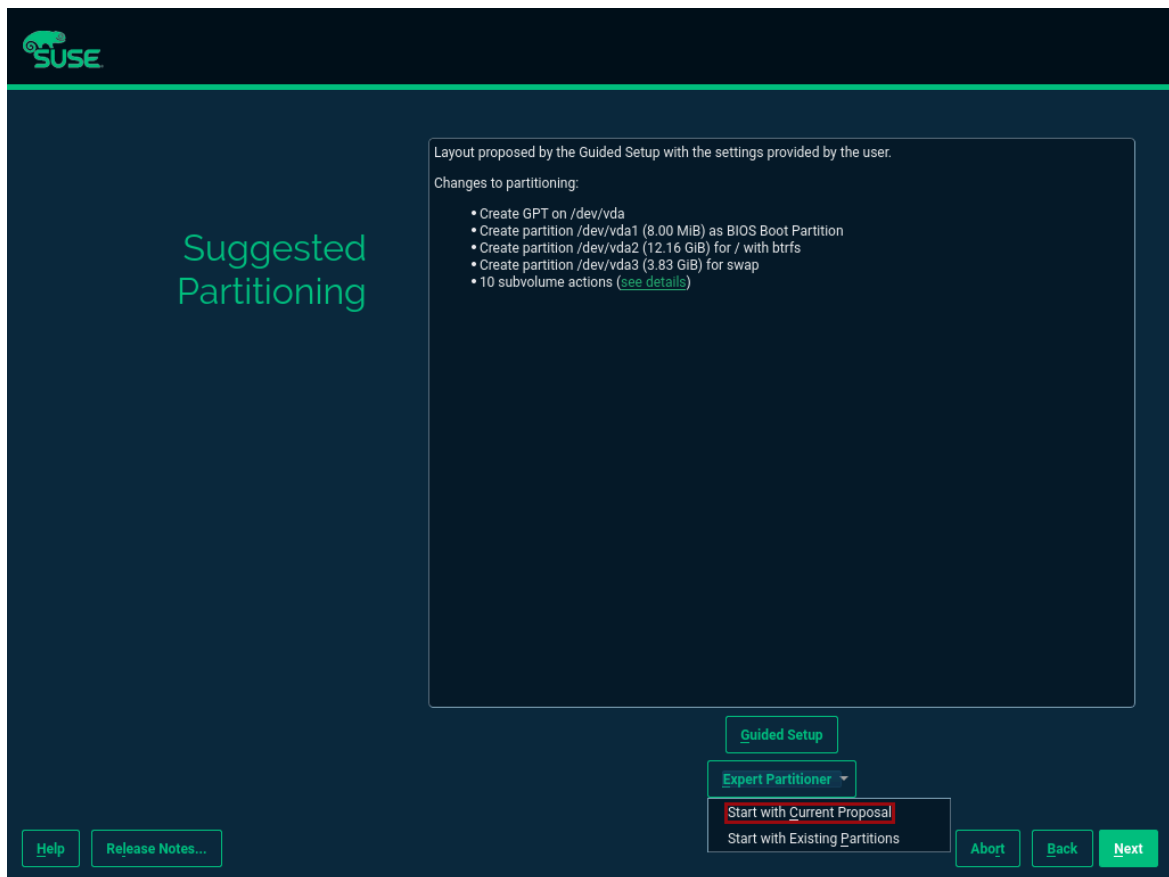 SUSE
Suggested
Partitioning
Layout proposed by the Guided Setup with the settings provided by the user.
Changes to partitioning:
• Create GPT on /dev/vda
• Create partition /dev/vda1 (8.00 MiB) as BIOS Boot Partition
• Create partition /dev/vda2 (12.16 GiB) for / with btrfs
• Create partition /dev/vda3 (3.83 GiB) for swap
• 10 subvolume actions (see details)
Guided Setup
Expert Partitioner
Start with Current Proposal
Start with Existing Partitions
Help
Release Notes...
Abort
Back
Next